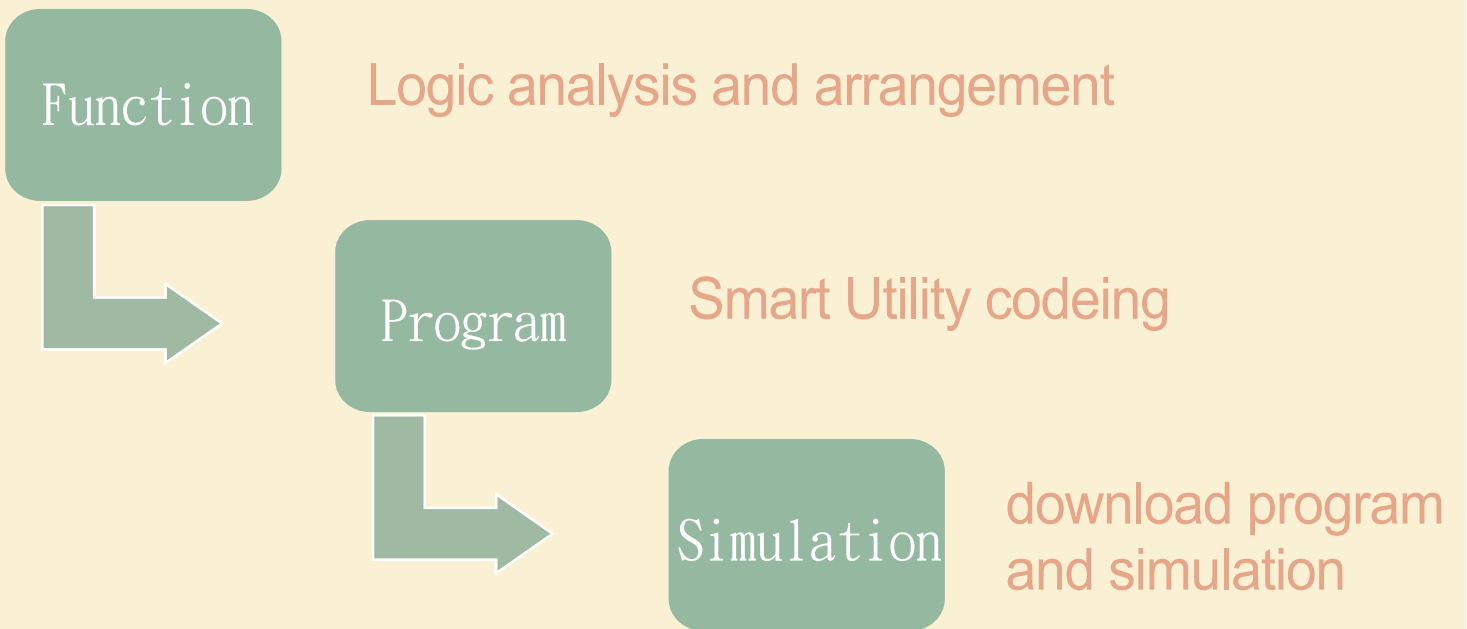 Function
Logic analysis and arrangement
Program
Smart Utility codeing
Simulation
download program
and simulation